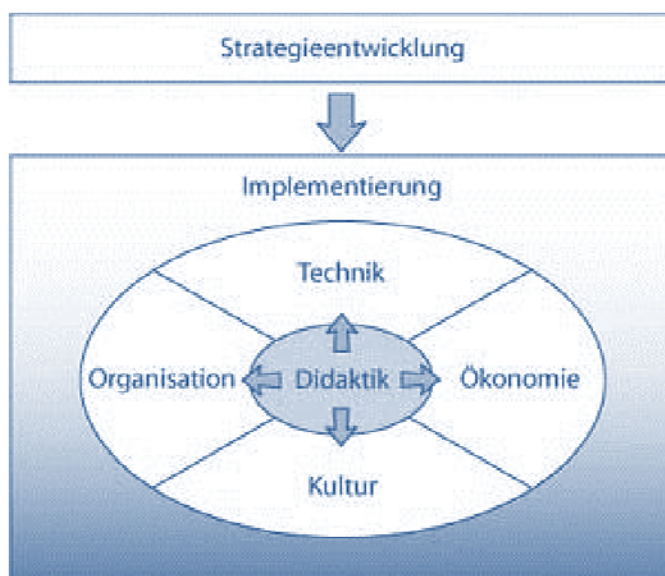 Strategieentwicklung
Implementierung
Technik
Organisation
Didaktik
Ökonomie
Kultur